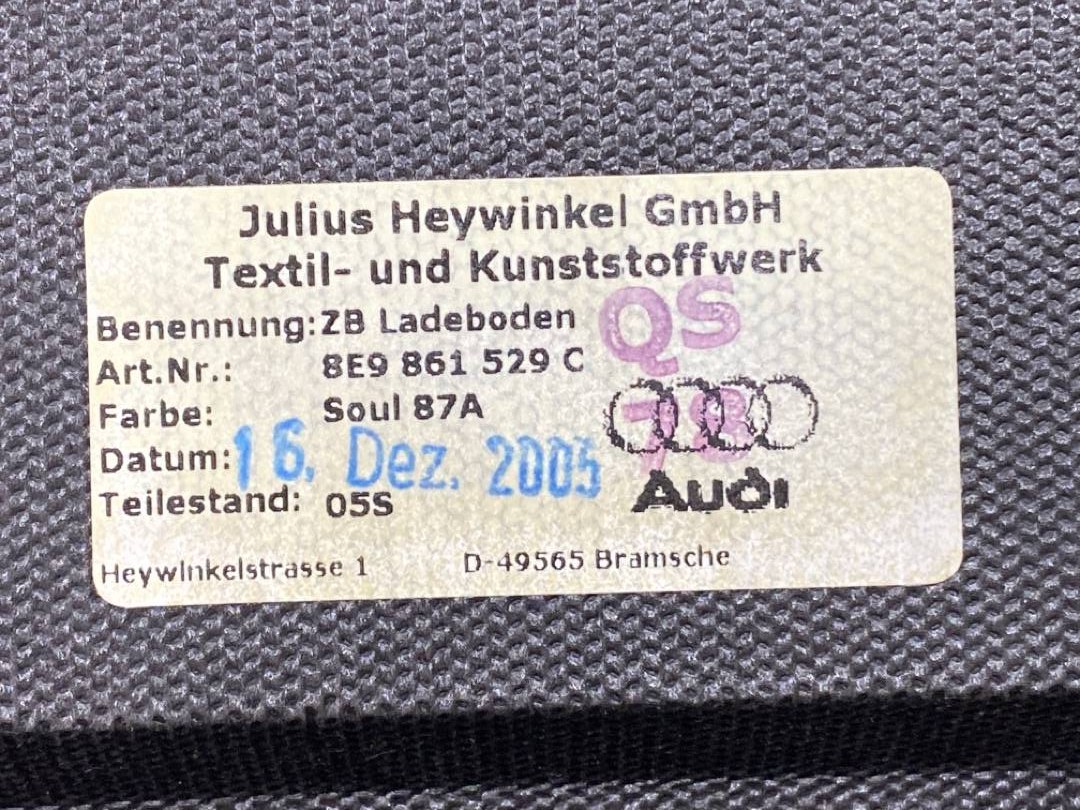 Julius Heywinkel GmbH
Textil- und Kunststoffwerk
Benennung:ZB Ladeboden
Art.Nr.: 8E9 861 529 C
Farbe: Soul 87A
Datum: 16. Dez. 2005
Teilestand: 05S
QS
78
Audi
Heywinkelstrasse 1 D-49565 Bramsche